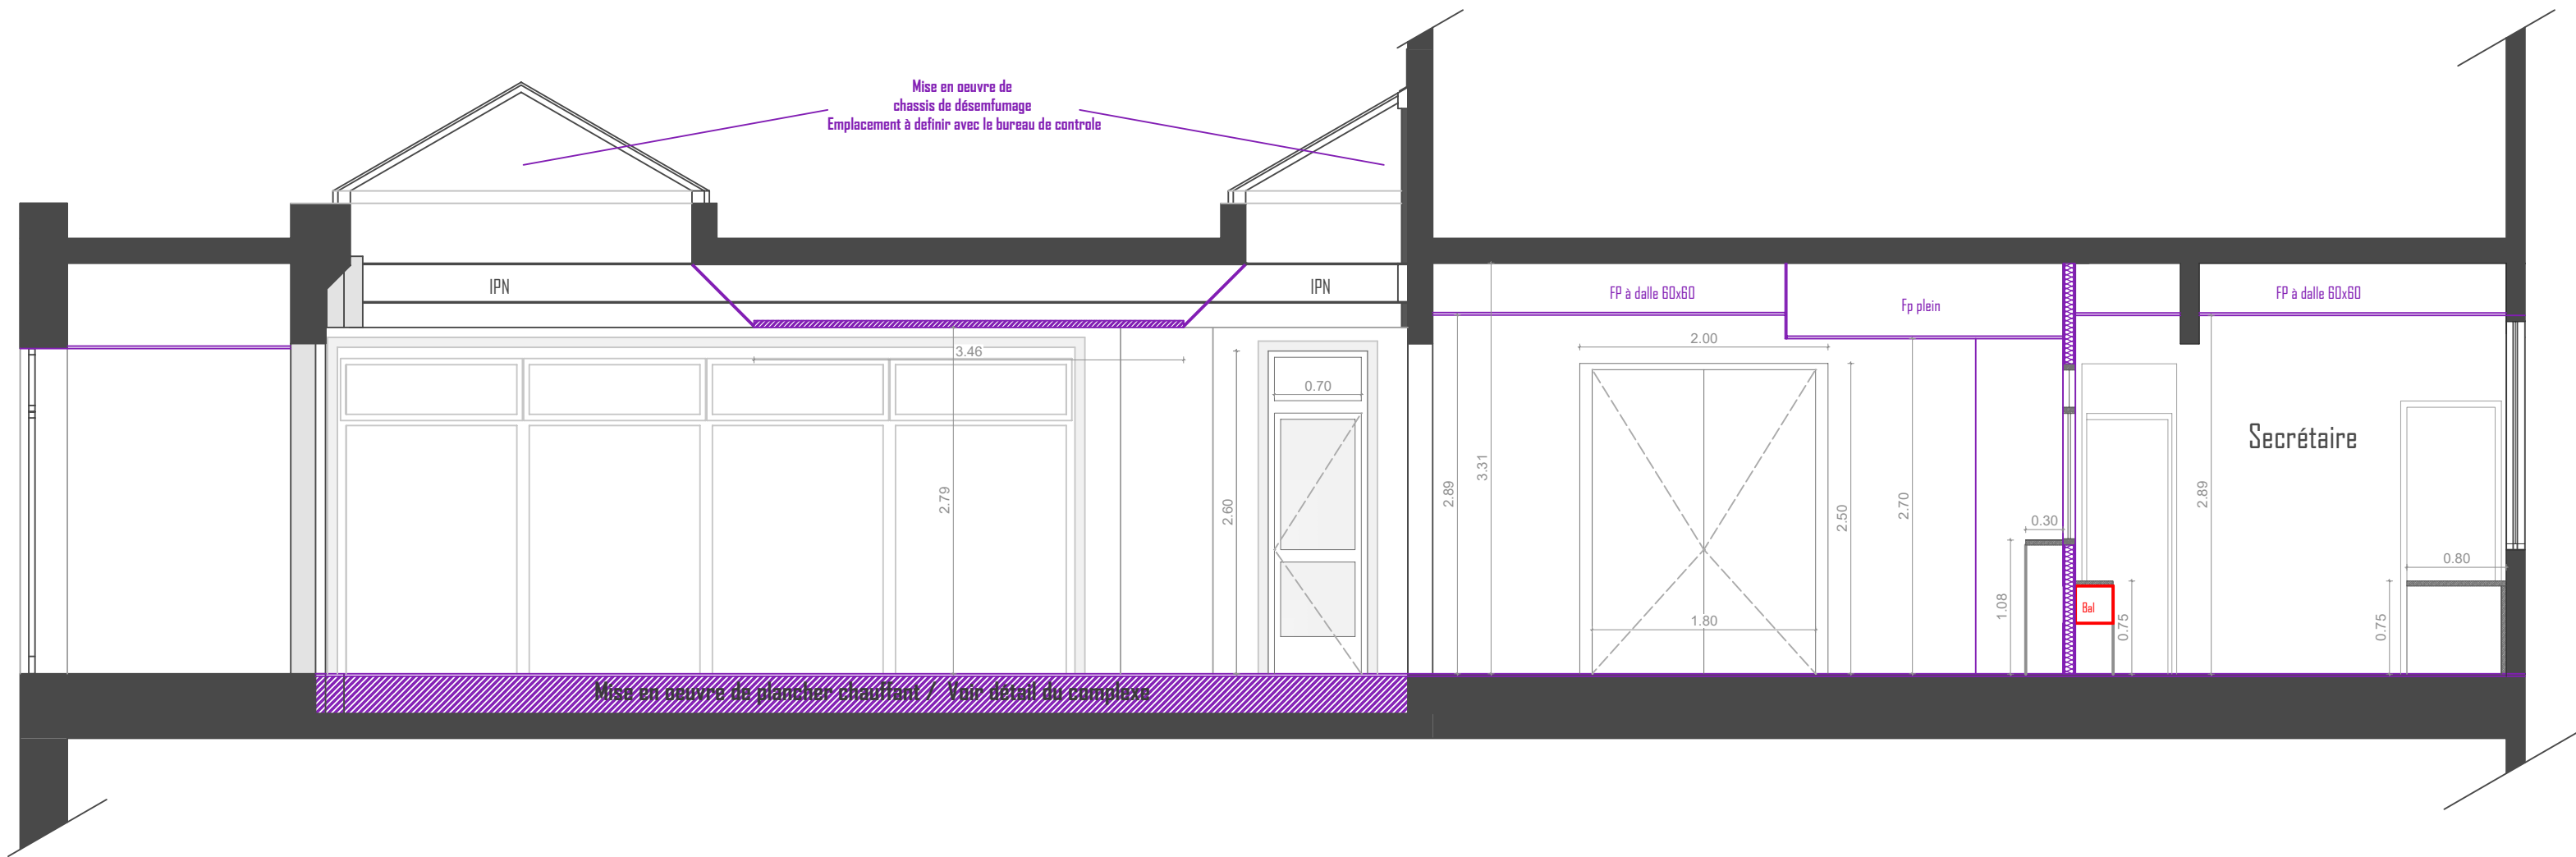 Mise en oeuvre de
chassis de désemfumage
Emplacement à definir avec le bureau de controle
IPN
IPN
FP à dalle 60x60
Fp plein
FP à dalle 60x60
3.46
2.00
0.70
Secrétaire
2.79
2.60
2.89
3.31
2.50
2.70
2.89
0.30
0.80
1.08
Bal
0.75
0.75
1.80
Mise en oeuvre de plancher chauffant / Voir détail du complexe